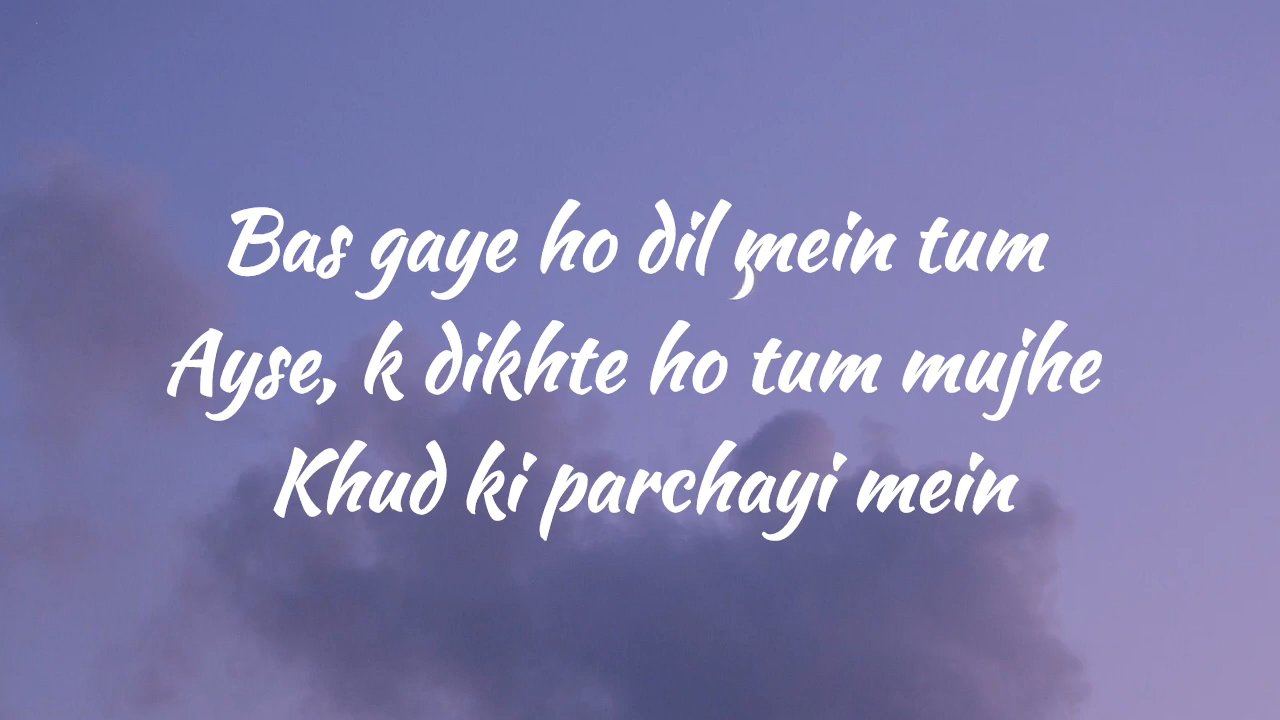 Bas gaye ho dil mein tum
Ayse, k dikhte ho tum mujhe
Khud ki parchayi mein